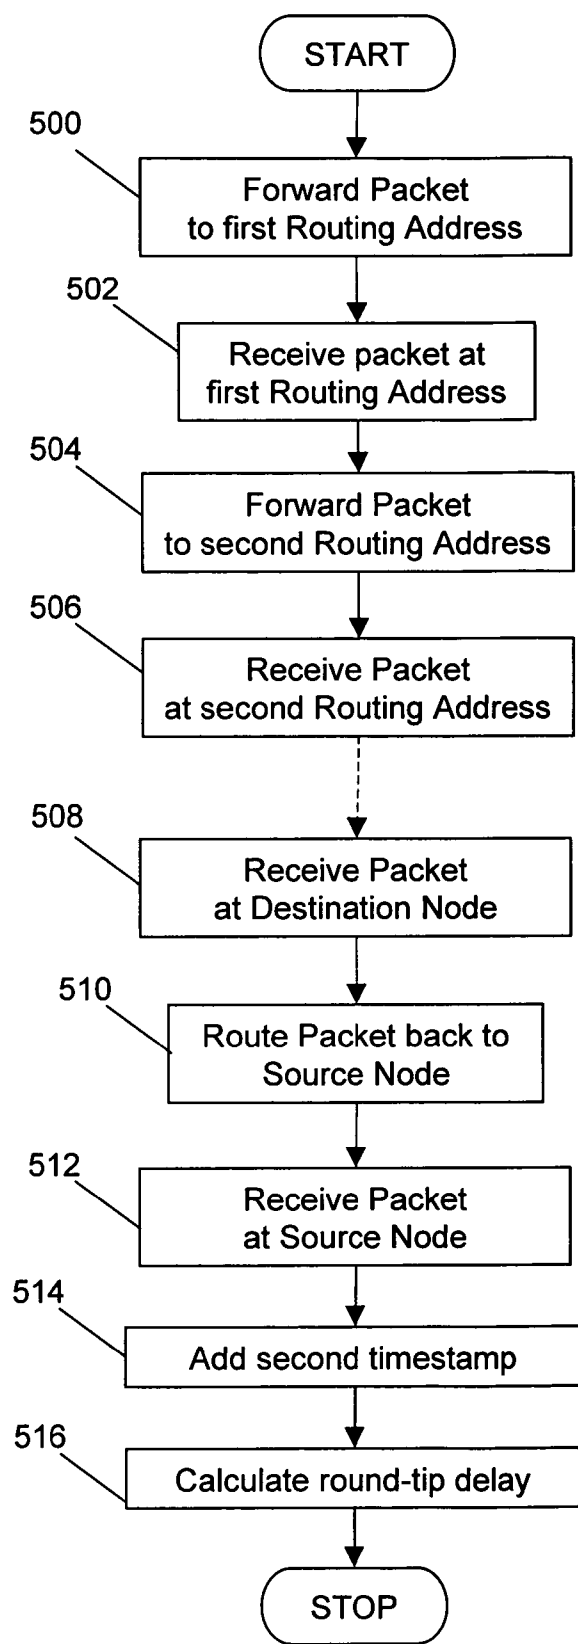 START
500
Forward Packet
to first Routing Address
502
Receive packet at
first Routing Address
504
Forward Packet
to second Routing Address
506
Receive Packet
at second Routing Address
508
Receive Packet
at Destination Node
510
Route Packet back to
Source Node
512
Receive Packet
at Source Node
514
Add second timestamp
516
Calculate round-tip delay
STOP